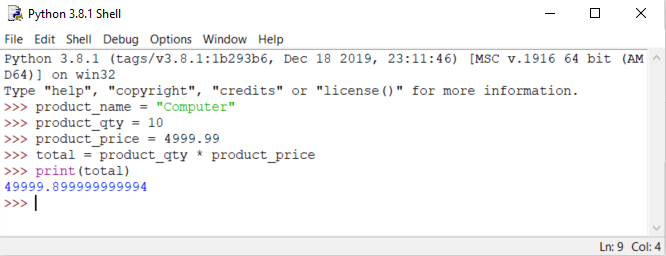 Python 3.8.1 Shell
File Edit Shell Debug Options Window Help
Python 3.8.1 (tags/v3.8.1:1b293b6, Dec 18 2019, 23:11:46) [MSC v.1916 64 bit (AM
D64)] on win32
Type "help", "copyright", "credits" or "license()" for more information.
>>> product_name = "Computer"
>>> product_qty = 10
>>> product_price = 4999.99
>>> total = product_qty * product_price
>>> print(total)
49999.899999999994
>>>
Ln: 9 Col: 4